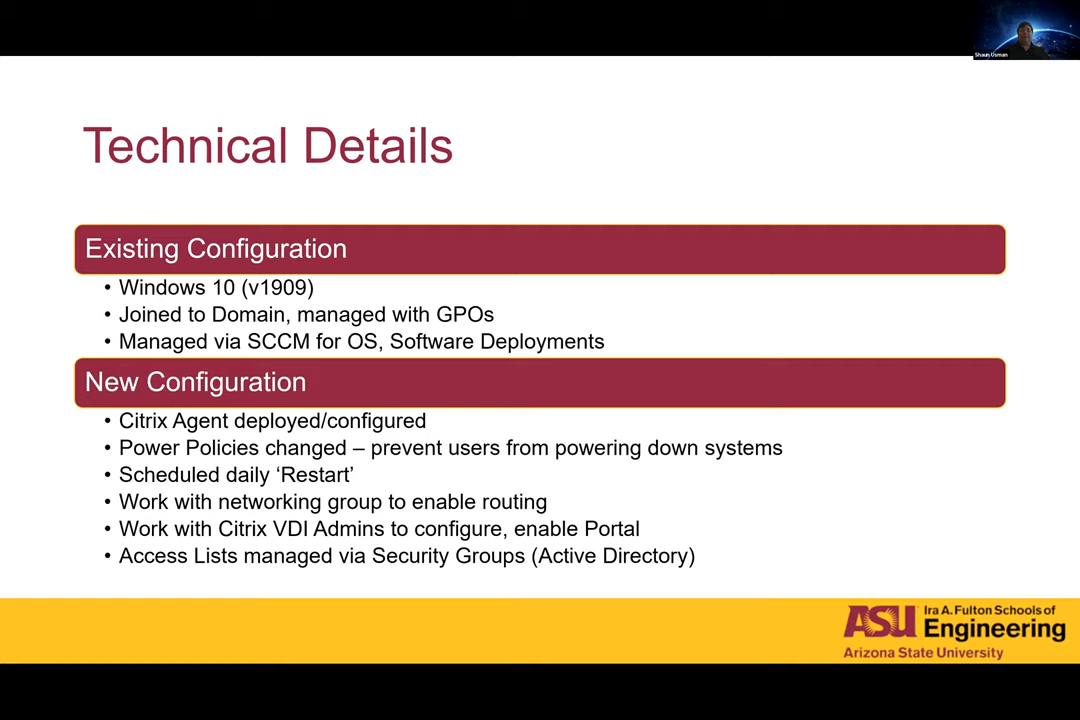 Shaun Usman
Technical Details
Existing Configuration
• Windows 10 (v1909)
• Joined to Domain, managed with GPOs
• Managed via SCCM for OS, Software Deployments
New Configuration
• Citrix Agent deployed/configured
• Power Policies changed – prevent users from powering down systems
• Scheduled daily ‘Restart’
• Work with networking group to enable routing
• Work with Citrix VDI Admins to configure, enable Portal
• Access Lists managed via Security Groups (Active Directory)
ASU Ira A. Fulton Schools of
Engineering
Arizona State University